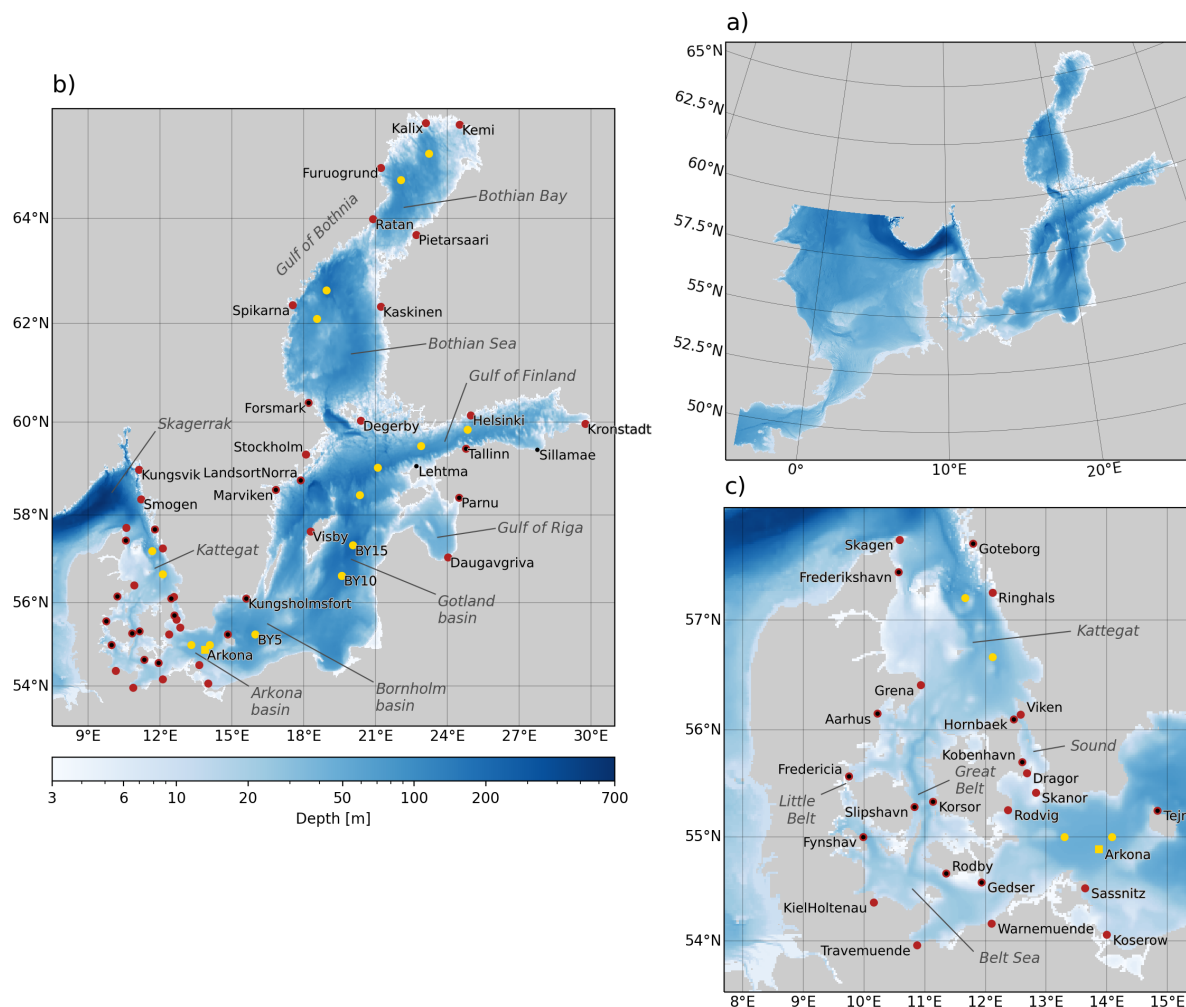 a)
65°N
62.5°N
60°N
57.5°N
55°N
52.5°N
50°N
0°
10°E
20°E
b)
Kalix
Kemi
Furuogrund
Bothian Bay
64°N
Ratan
Gulf of Bothnia
Pietarsaari
Spikarna
Kaskinen
62°N
Bothian Sea
Gulf of Finland
Forsmark
60°N
Degerby
Helsinki
Kronstadt
Skagerrak
Stockholm
Tallinn
Sillamae
Kungsvik
LandsortNorra
Lehtma
Marviken
Smogen
Parnu
58°N
Visby
Gulf of Riga
Kattegat
BY15
Daugavgriva
BY10
56°N
Kungsholmsfort
Gotland
basin
BY5
Arkona
54°N
Arkona
basin
Bornholm
basin
9°E
12°E
15°E
18°E
21°E
24°E
27°E
30°E
3
6
10
20
50
100
200
700
Depth [m]
c)
Skagen
Goteborg
Frederikshavn
Ringhals
57°N
Kattegat
Grena
Aarhus
Viken
Hornbaek
56°N
Kobenhavn
Sound
Fredericia
Great
Belt
Dragor
Little
Belt
Skanor
Slipshavn
Korsor
Rodvig
Tejn
55°N
Fynshav
Arkona
Rodby
Gedser
Sassnitz
KielHoltenau
Warnemuende
Koserow
54°N
Travemuende
Belt Sea
8°E
9°E
10°E
11°E
12°E
13°E
14°E
15°E